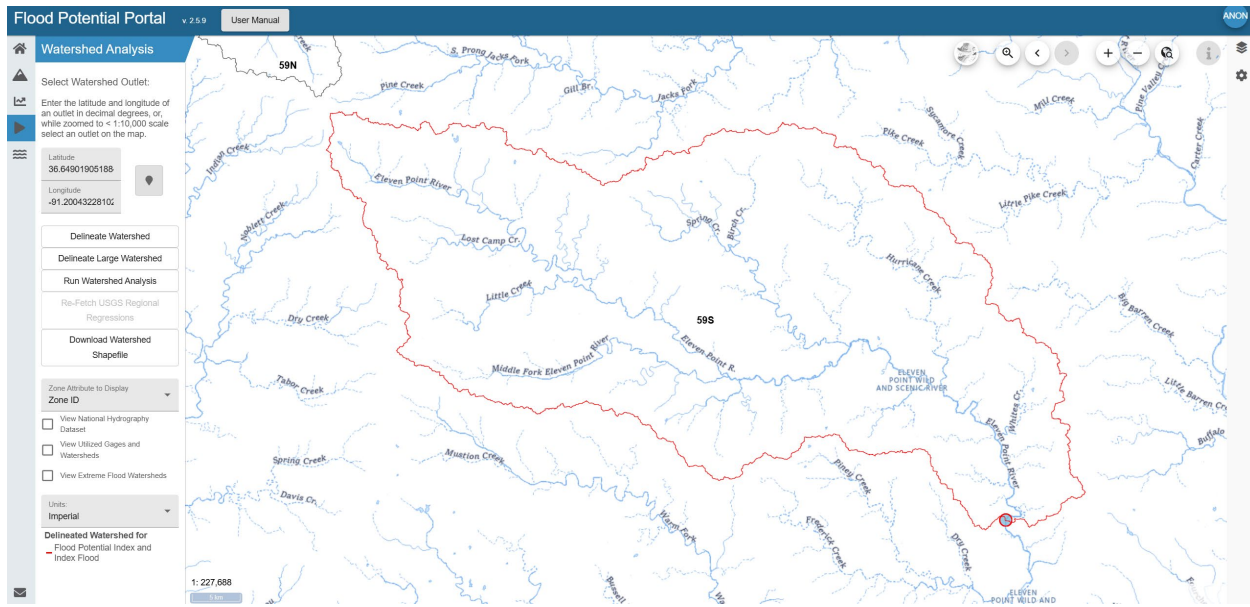 Flood Potential Portal v. 2.5.9 User Manual ANON
Watershed Analysis
Select Watershed Outlet:
Enter the latitude and longitude of
an outlet in decimal degrees, or,
while zoomed to < 1:10,000 scale
select an outlet on the map.
Latitude
36.64901905188
Longitude
-91.20043228102
Delineate Watershed
Delineate Large Watershed
Run Watershed Analysis
Re-Fetch USGS Regional
Regressions
Download Watershed
Shapefile
Zone Attribute to Display
Zone ID
View National Hydrography
Dataset
View Utilized Gages and
Watersheds
View Extreme Flood Watersheds
Units:
Imperial
Delineated Watershed for
Flood Potential Index and
Index Flood
59N
S. Prong Jacks Fork
Pine Creek
Gill Br.
Jacks Fork
Mill Creek
Pine Valley Creek
Carter Creek
Sycamore Creek
Pike Creek
Indian Creek
Eleven Point River
Little Pike Creek
Noblett Creek
Spring Cr.
Birch Cr.
Lost Camp Cr.
Hurricane Creek
Little Creek
Big Barren Creek
Dry Creek
59S
Eleven Point R.
Middle Fork Eleven Point River
Tabor Creek
ELEVEN
POINT WILD
AND SCENIC RIVER
Whites Cr.
Little Barren Cr
Eleven Point River
Buffalo
Mustion Creek
Spring Creek
Piney Creek
Davis Cr.
Warm Fork
Frederick Creek
Dry Creek
1: 227,688
5 km
Russell
Wa
ELEVEN
POINT WILD AND